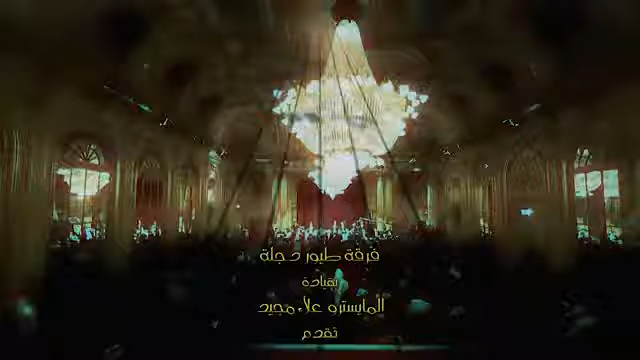 فرقة طيور دجلة
بقيادة
المايسترو علاء مجيد
تقدم